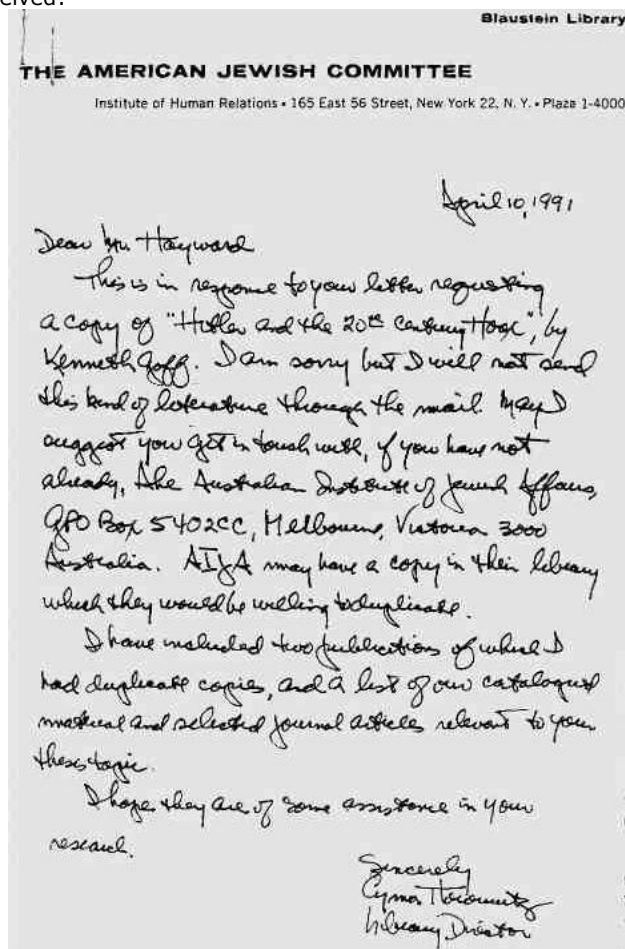 ceived?
Blaustein Library
THE AMERICAN JEWISH COMMITTEE
Institute of Human Relations • 165 East 56 Street, New York 22, N. Y. • Plaza 1-4000
April 10, 1991
Dear Mr. Hayward
This is in response to your letter requesting
a copy of "Hitler and the 20th Century Hoax", by
Kenneth Goff. I am sorry but I will not send
this kind of literature through the mail. May I
suggest you get in touch with, if you have not
already, the Australian Institute of Jewish Affairs,
GPO Box 5402CC, Melbourne, Victoria 3000
Australia. AIJA may have a copy in their library
which they would be willing to duplicate.
I have included two publications of which I
had duplicate copies, and a list of our catalogued
material and selected journal articles relevant to your
thesis topic.
I hope they are of some assistance in your
research.
Sincerely
Cyma Horowitz
Library Director